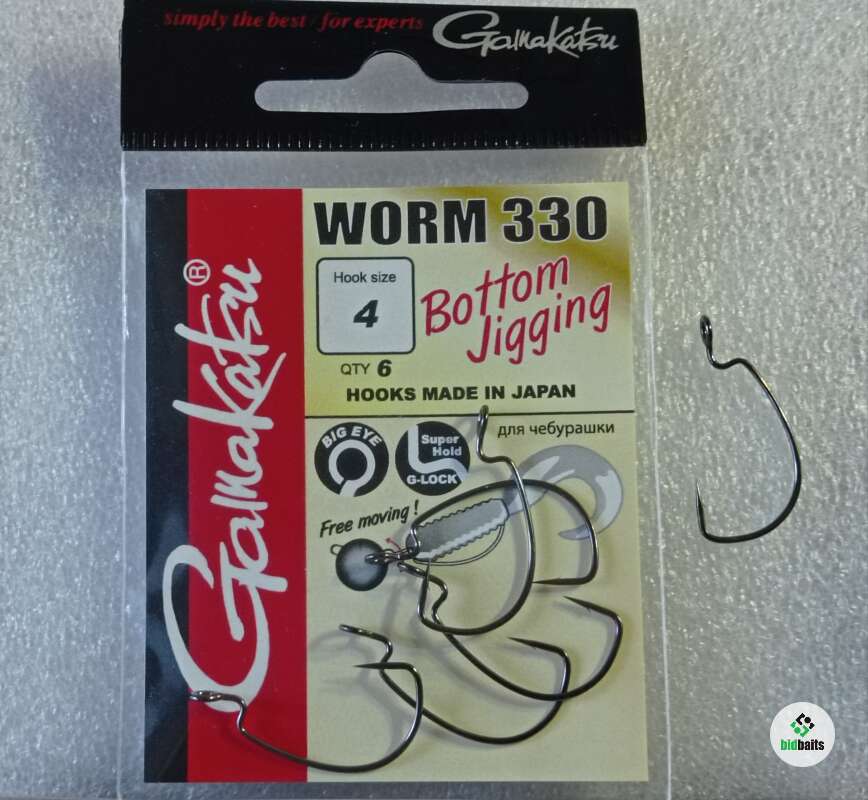 simply the best / for experts
Gamakatsu
WORM 330
Hook size
4
QTY 6
Bottom
Jigging
HOOKS MADE IN JAPAN
Gamakatsu®
BIG EYE
Super
Hold
G-LOCK
для чебурашки
Free moving!
bidbaits